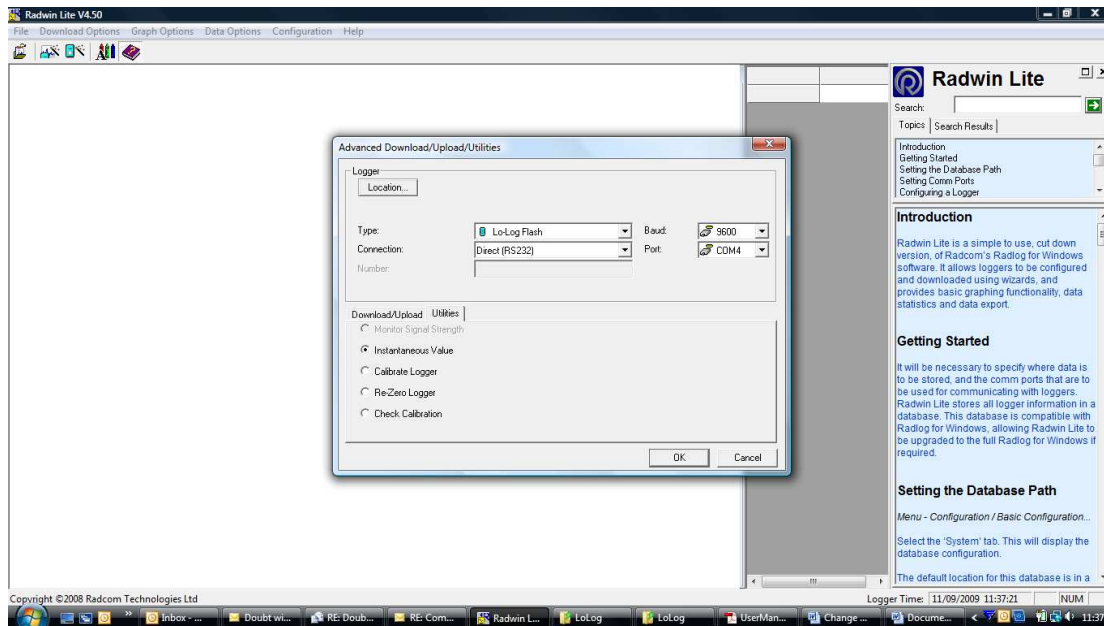 Radwin Lite V4.50
File Download Options Graph Options Data Options Configuration Help
Advanced Download/Upload/Utilities
Logger
Location...
Type:
Lo-Log Flash
Baud:
9600
Connection:
Direct (RS232)
Port:
COM4
Number:
Download/Upload Utilities
Monitor Signal Strength
Instantaneous Value
Calibrate Logger
Re-Zero Logger
Check Calibration
OK Cancel
Radwin Lite
Search:
Topics Search Results
Introduction
Getting Started
Setting the Database Path
Setting Comm Ports
Configuring a Logger
Introduction
Radwin Lite is a simple to use, cut down
version, of Radcom's Radlog for Windows
software. It allows loggers to be configured
and downloaded using wizards, and
provides basic graphing functionality, data
statistics and data export.
Getting Started
It will be necessary to specify where data is
to be stored, and the comm ports that are to
be used for communicating with loggers.
Radwin Lite stores all logger information in a
database. This database is compatible with
Radlog for Windows, allowing Radwin Lite to
be upgraded to the full Radlog for Windows if
required.
Setting the Database Path
Menu - Configuration / Basic Configuration...
Select the 'System' tab. This will display the
database configuration.
The default location for this database is in a
Copyright ©2008 Radcom Technologies Ltd
Logger Time: 11/09/2009 11:37:21 NUM
Inbox - ... Doubt wi... RE: Doub... RE: Com... Radwin L... LoLog LoLog UserMan... Change ... Docume... 11:37